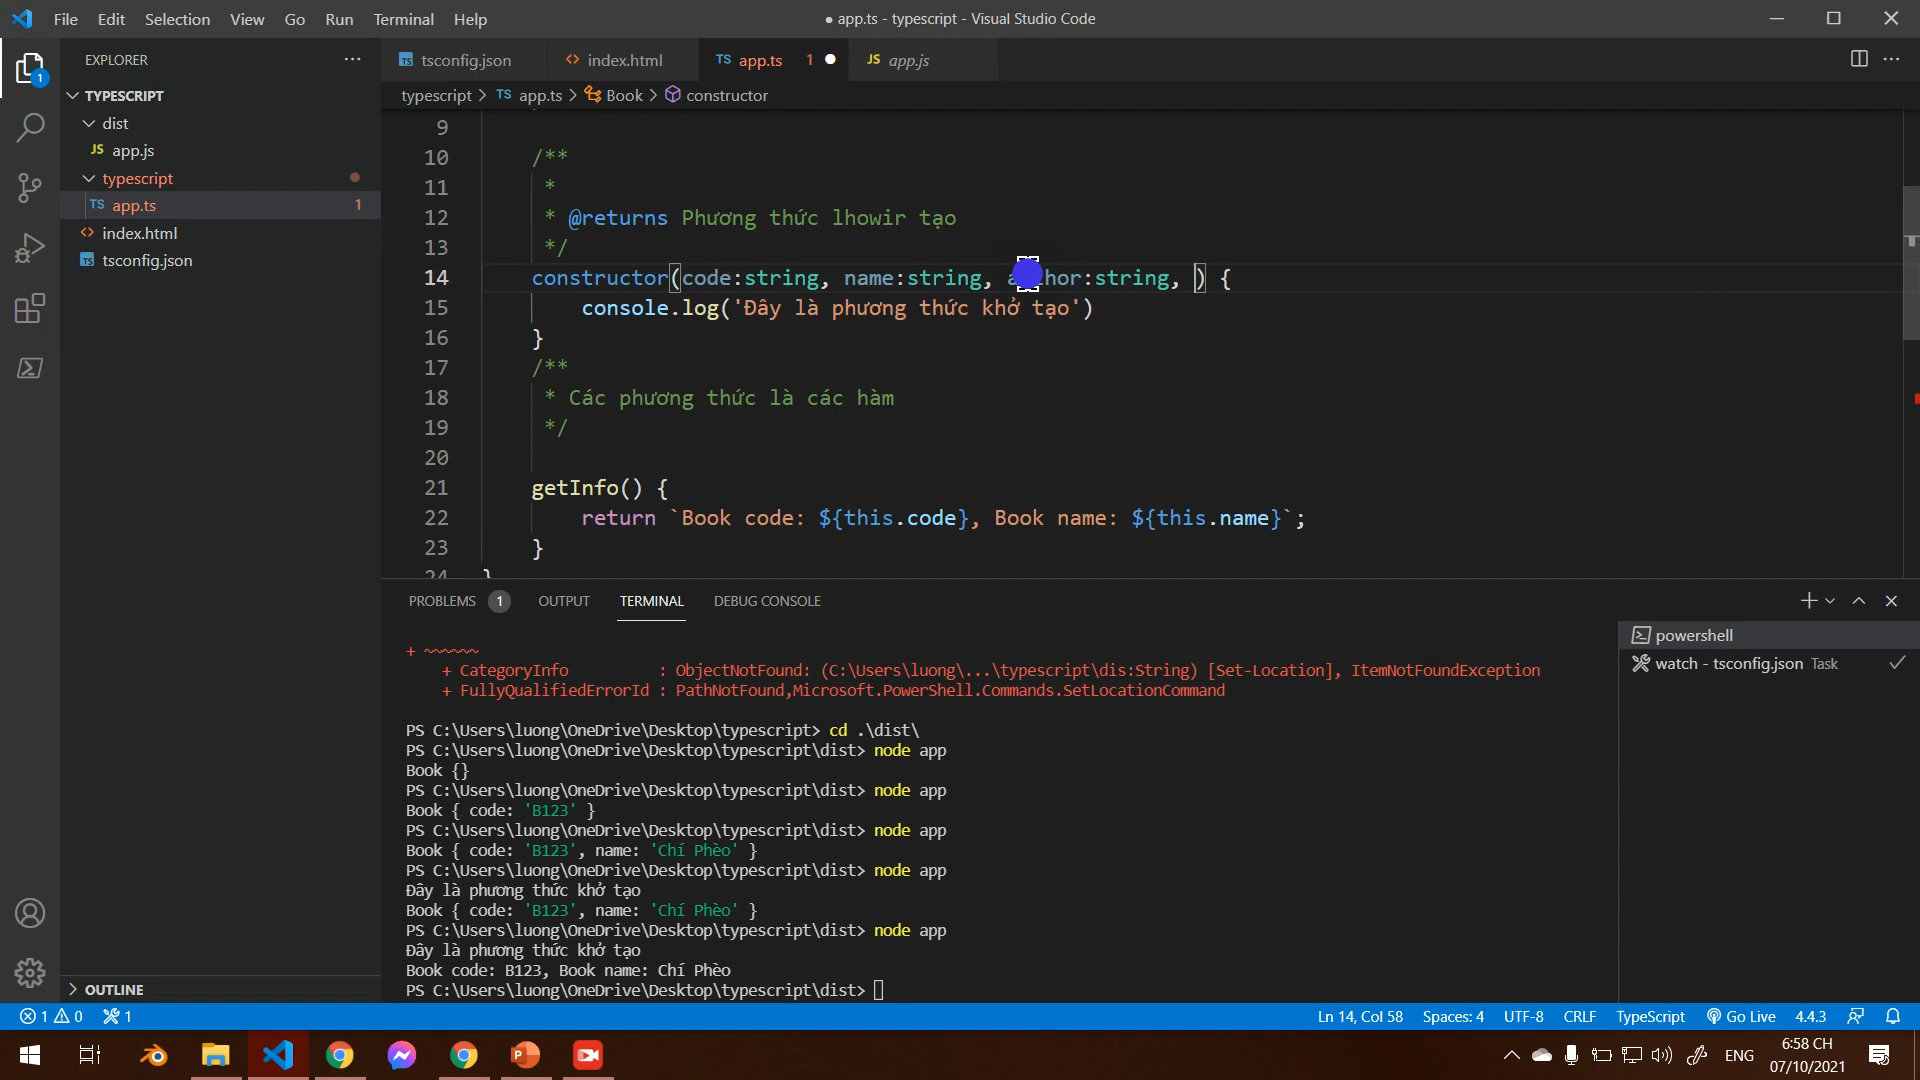 File Edit Selection View Go Run Terminal Help
● app.ts - typescript - Visual Studio Code
EXPLORER
TYPESCRIPT
dist
JS app.js
typescript
TS app.ts 1
<> index.html
TS tsconfig.json
OUTLINE
TS tsconfig.json <> index.html TS app.ts 1 ● JS app.js
typescript > TS app.ts > Book > constructor
9
10 /**
11 *
12 * @returns Phương thức lhowir tạo
13 */
14 constructor(code:string, name:string, :string, ) {
15 console.log('Đây là phương thức khở tạo')
16 }
17 /**
18 * Các phương thức là các hàm
19 */
20
21 getInfo() {
22 return `Book code: ${this.code}, Book name: ${this.name}`;
23 }
24 }
PROBLEMS 1 OUTPUT TERMINAL DEBUG CONSOLE
+ ~~~~~~
+ CategoryInfo : ObjectNotFound: (C:\Users\luong\...\typescript\dis:String) [Set-Location], ItemNotFoundException
+ FullyQualifiedErrorId : PathNotFound,Microsoft.PowerShell.Commands.SetLocationCommand
PS C:\Users\luong\OneDrive\Desktop\typescript> cd .\dist\
PS C:\Users\luong\OneDrive\Desktop\typescript\dist> node app
Book {}
PS C:\Users\luong\OneDrive\Desktop\typescript\dist> node app
Book { code: 'B123' }
PS C:\Users\luong\OneDrive\Desktop\typescript\dist> node app
Book { code: 'B123', name: 'Chí Phèo' }
PS C:\Users\luong\OneDrive\Desktop\typescript\dist> node app
Đây là phương thức khở tạo
Book { code: 'B123', name: 'Chí Phèo' }
PS C:\Users\luong\OneDrive\Desktop\typescript\dist> node app
Đây là phương thức khở tạo
Book code: B123, Book name: Chí Phèo
PS C:\Users\luong\OneDrive\Desktop\typescript\dist>
powershell
watch - tsconfig.json Task
1 0 1
Ln 14, Col 58 Spaces: 4 UTF-8 CRLF TypeScript Go Live 4.4.3
ENG
6:58 CH
07/10/2021